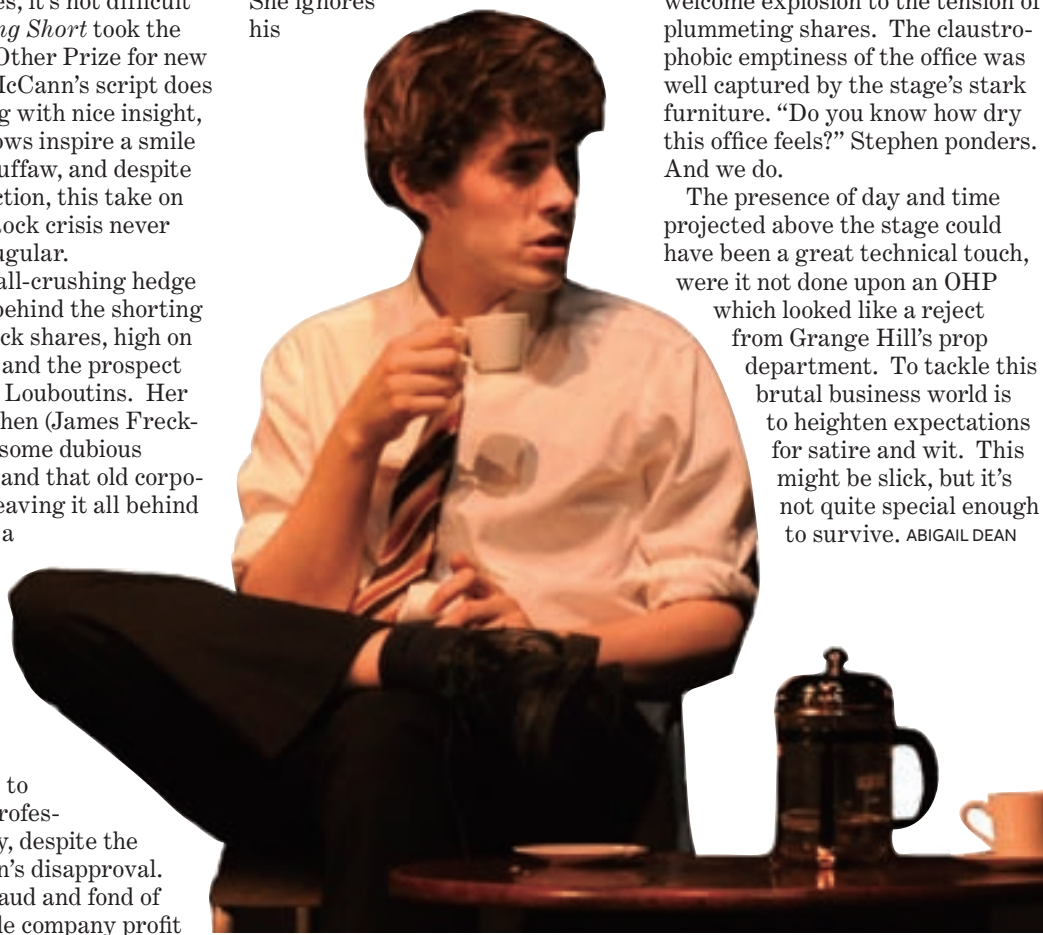 es, it's not difficult
ng Short took the
Other Prize for new
McCann's script does
g with nice insight,
ows inspire a smile
uffaw, and despite
ction, this take on
ock crisis never
ugular.
all-crushing hedge
behind the shorting
ck shares, high on
and the prospect
Louboutins. Her
hen (James Freck-
some dubious
and that old corpo-
eaving it all behind
a
to
rofes-
y, despite the
n's disapproval.
aud and fond of
le company profit
She ignores
his
welcome explosion to the tension of
plummeting shares. The claustro-
phobic emptiness of the office was
well captured by the stage's stark
furniture. “Do you know how dry
this office feels?” Stephen ponders.
And we do.
The presence of day and time
projected above the stage could
have been a great technical touch,
were it not done upon an OHP
which looked like a reject
from Grange Hill's prop
department. To tackle this
brutal business world is
to heighten expectations
for satire and wit. This
might be slick, but it's
not quite special enough
to survive. ABIGAIL DEAN